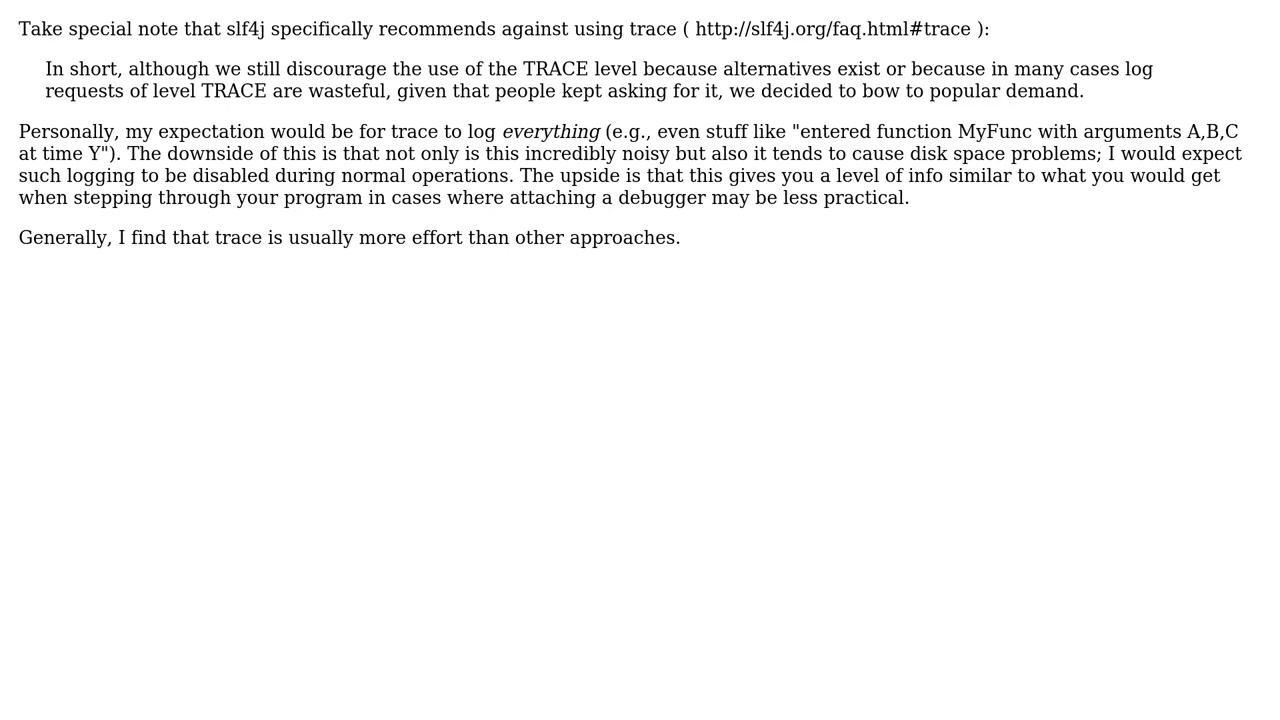 Take special note that slf4j specifically recommends against using trace ( http://slf4j.org/faq.html#trace ):
In short, although we still discourage the use of the TRACE level because alternatives exist or because in many cases log
requests of level TRACE are wasteful, given that people kept asking for it, we decided to bow to popular demand.
Personally, my expectation would be for trace to log everything (e.g., even stuff like "entered function MyFunc with arguments A,B,C
at time Y"). The downside of this is that not only is this incredibly noisy but also it tends to cause disk space problems; I would expect
such logging to be disabled during normal operations. The upside is that this gives you a level of info similar to what you would get
when stepping through your program in cases where attaching a debugger may be less practical.
Generally, I find that trace is usually more effort than other approaches.